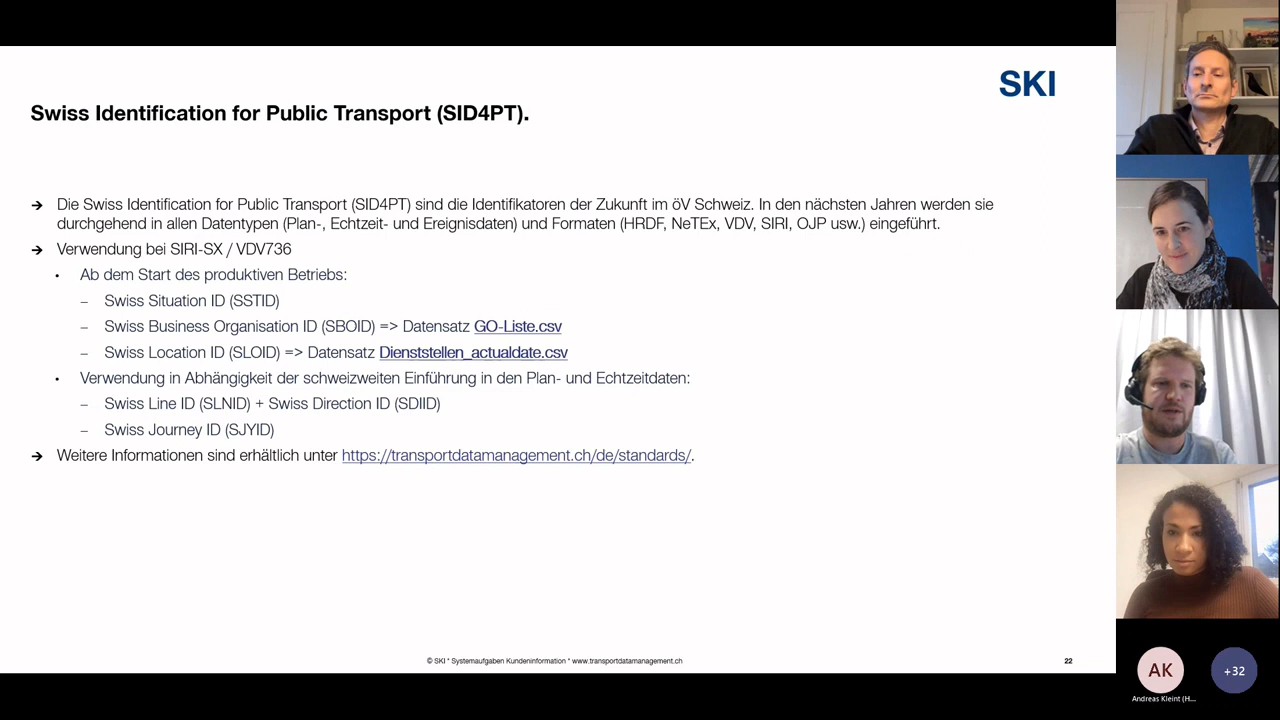 SKI
Swiss Identification for Public Transport (SID4PT).
➔ Die Swiss Identification for Public Transport (SID4PT) sind die Identifikatoren der Zukunft im öV Schweiz. In den nächsten Jahren werden sie
durchgehend in allen Datentypen (Plan-, Echtzeit- und Ereignisdaten) und Formaten (HRDF, NeTEx, VDV, SIRI, OJP usw.) eingeführt.
➔ Verwendung bei SIRI-SX / VDV736
• Ab dem Start des produktiven Betriebs:
– Swiss Situation ID (SSTID)
– Swiss Business Organisation ID (SBOID) => Datensatz GO-Liste.csv
– Swiss Location ID (SLOID) => Datensatz Dienststellen_actualdate.csv
• Verwendung in Abhängigkeit der schweizweiten Einführung in den Plan- und Echtzeitdaten:
– Swiss Line ID (SLNID) + Swiss Direction ID (SDIID)
– Swiss Journey ID (SJYID)
➔ Weitere Informationen sind erhältlich unter https://transportdatamanagement.ch/de/standards/.
© SKI * Systemaufgaben Kundeninformation * www.transportdatamanagement.ch
22
AK
+32
Andreas Kleint (H...